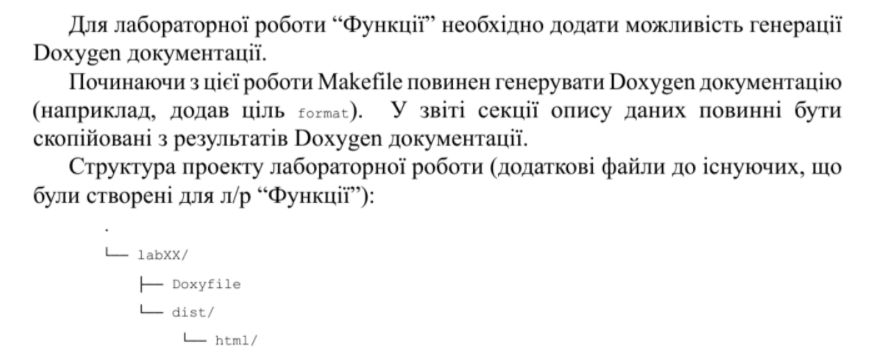 Для лабораторної роботи “Функції” необхідно додати можливість генерації
Doxygen документації.
Починаючи з цієї роботи Makefile повинен генерувати Doxygen документацію
(наприклад, додав ціль format). У звіті секції опису даних повинні бути
скопійовані з результатів Doxygen документації.
Структура проекту лабораторної роботи (додаткові файли до існуючих, що
були створені для л/р “Функції”):
.
└── labXX/
├── Doxyfile
└── dist/
└── html/